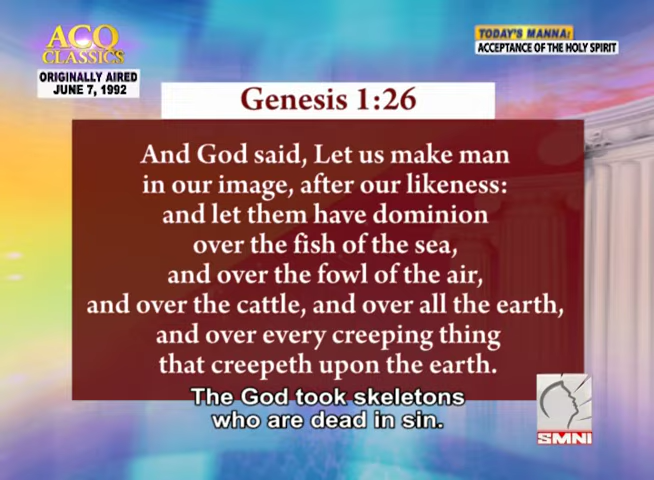 ACQ
CLASSICS
ORIGINALLY AIRED
JUNE 7, 1992
TODAY'S MANNA:
ACCEPTANCE OF THE HOLY SPIRIT
Genesis 1:26
And God said, Let us make man
in our image, after our likeness:
and let them have dominion
over the fish of the sea,
and over the fowl of the air,
and over the cattle, and over all the earth,
and over every creeping thing
that creepeth upon the earth.
The God took skeletons
who are dead in sin.
SMNI